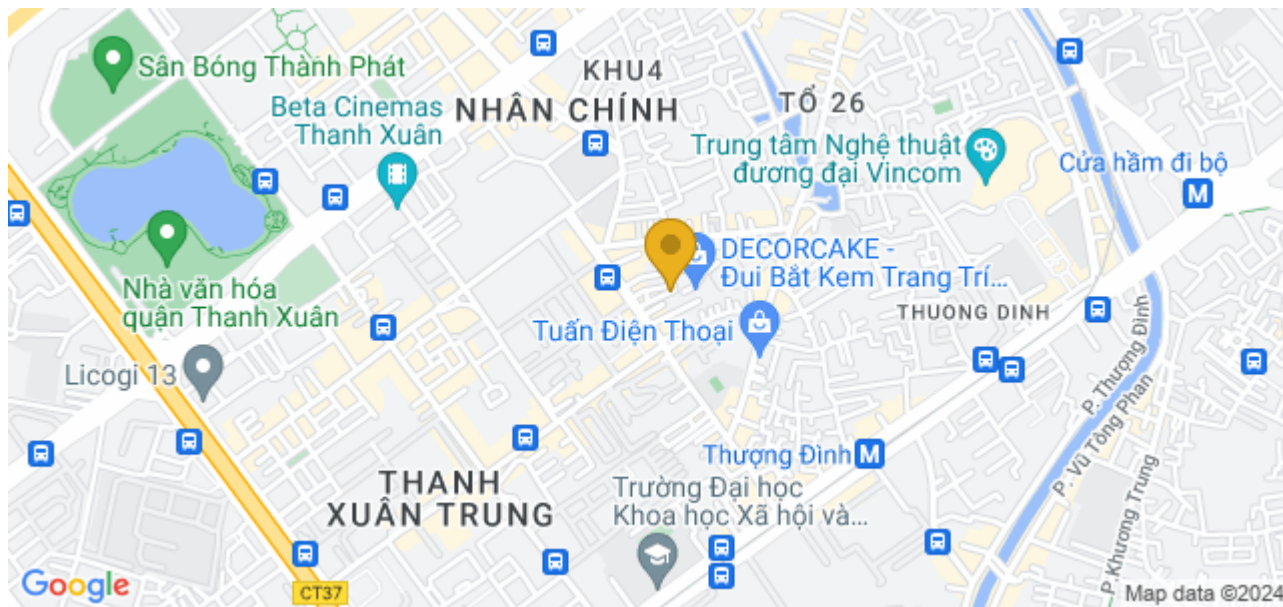 Sân Bóng Thành Phát
KHU4
Beta Cinemas
Thanh Xuân
NHÂN CHÍNH
TỔ 26
Trung tâm Nghệ thuật
đương đại Vincom
Cửa hầm đi bộ
M
DECORCAKE -
Đui Bắt Kem Trang Trí...
Nhà văn hóa
quận Thanh Xuân
THUONG DINH
Tuấn Điện Thoại
P. Thượng Đình
Licogi 13
P. Vũ Tông Phan
Thượng Đình M
THANH
XUÂN TRUNG
Trường Đại học
Khoa học Xã hội và...
P.Khương Trung
Google
CT37
Map data ©2024